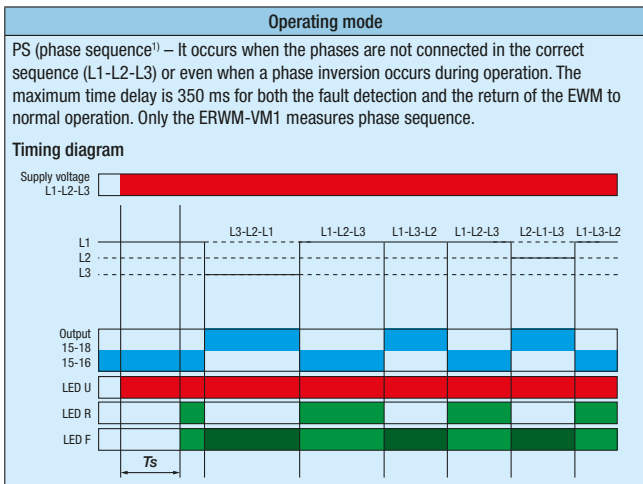 Operating mode
PS (phase sequence¹⁾ – It occurs when the phases are not connected in the correct
sequence (L1-L2-L3) or even when a phase inversion occurs during operation. The
maximum time delay is 350 ms for both the fault detection and the return of the EWM to
normal operation. Only the ERWM-VM1 measures phase sequence.
Timing diagram
Supply voltage
L1-L2-L3
L3-L2-L1 L1-L2-L3 L1-L3-L2 L1-L2-L3 L2-L1-L3 L1-L3-L2
L1
L2
L3
Output
15-18
15-16
LED U
LED R
LED F
Ts